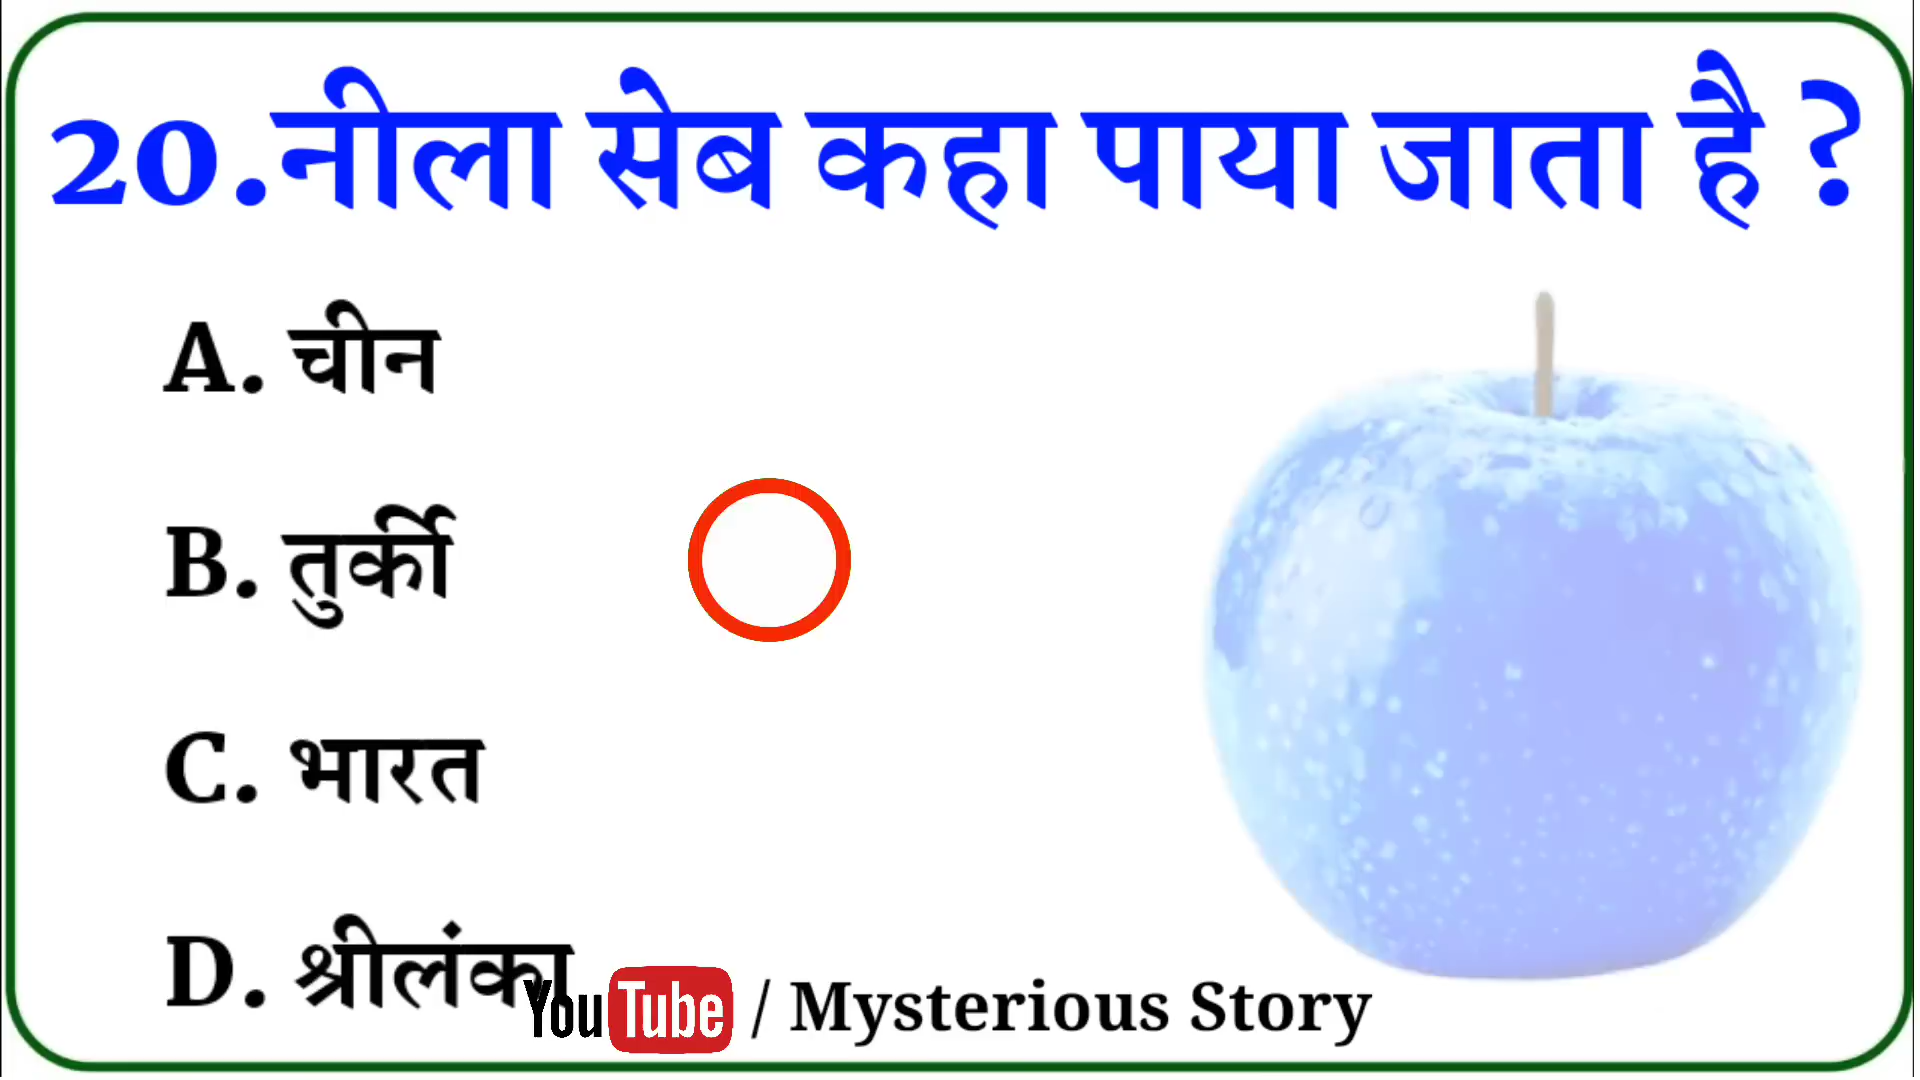 20.नीला सेब कहा पाया जाता है ?
A. चीन
B. तुर्की
C. भारत
D. श्रीलंका
YouTube / Mysterious Story